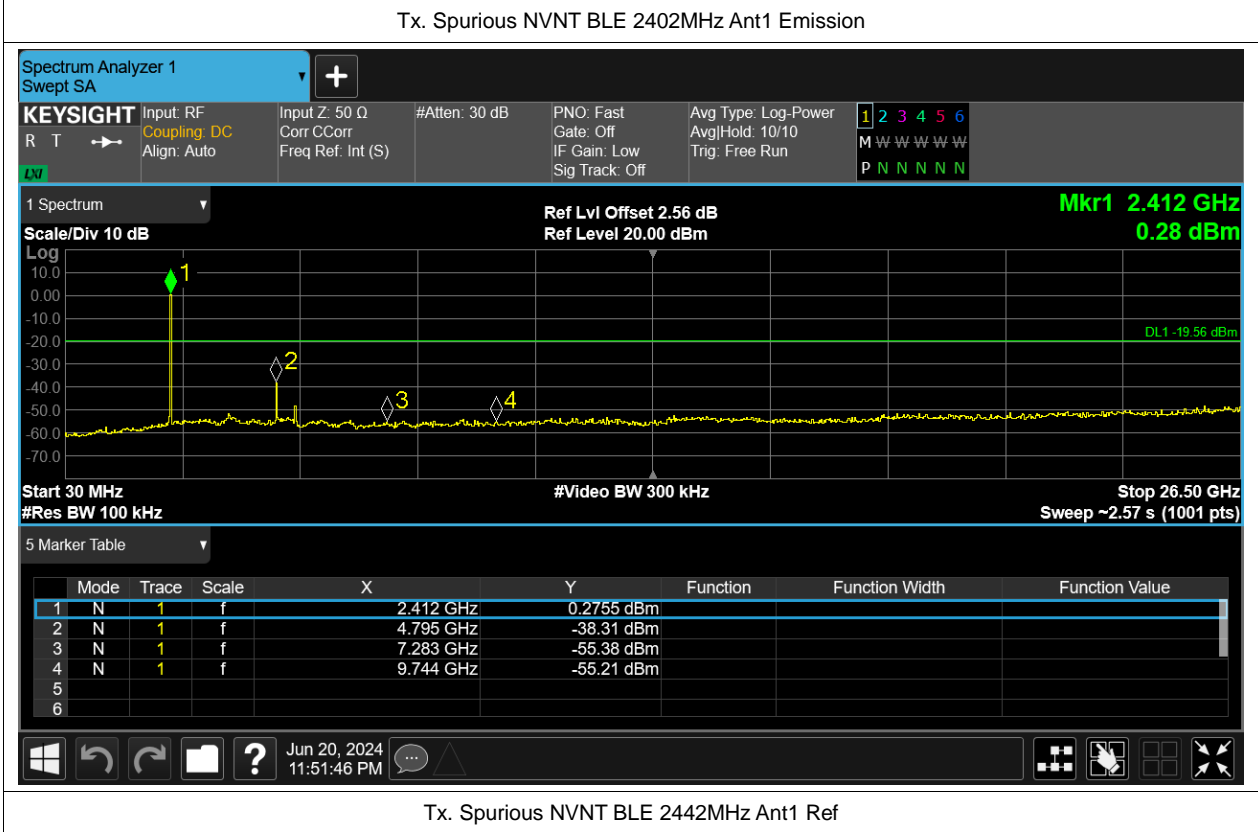 Tx. Spurious NVNT BLE 2402MHz Ant1 Emission
Spectrum Analyzer 1
Swept SA
+
KEYSIGHT Input: RF Input Z: 50 Ω #Atten: 30 dB PNO: Fast Avg Type: Log-Power 1 2 3 4 5 6
R T Coupling: DC Corr CCorr Gate: Off Avg|Hold: 10/10 M W W W W W
Align: Auto Freq Ref: Int (S) IF Gain: Low Trig: Free Run
LXI Sig Track: Off P N N N N N N
1 Spectrum Ref Lvl Offset 2.56 dB Mkr1 2.412 GHz
Scale/Div 10 dB Ref Level 20.00 dBm 0.28 dBm
Log
10.0
0.00
-10.0
-20.0
-30.0
-40.0
-50.0
-60.0
-70.0
1
2
3
4
DL1 -19.56 dBm
Start 30 MHz #Video BW 300 kHz Stop 26.50 GHz
#Res BW 100 kHz Sweep ~2.57 s (1001 pts)
5 Marker Table
Mode Trace Scale X Y Function Function Width Function Value
1 N 1 f 2.412 GHz 0.2755 dBm
2 N 1 f 4.795 GHz -38.31 dBm
3 N 1 f 7.283 GHz -55.38 dBm
4 N 1 f 9.744 GHz -55.21 dBm
5
6
? Jun 20, 2024
11:51:46 PM
Tx. Spurious NVNT BLE 2442MHz Ant1 Ref